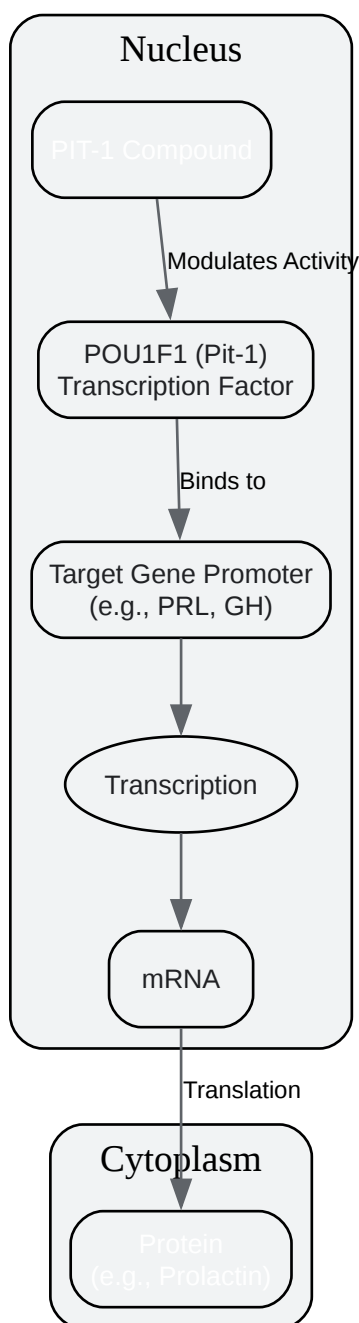 Nucleus
PIT-1 Compound
Modulates Activity
POU1F1 (Pit-1)
Transcription Factor
Binds to
Target Gene Promoter
(e.g., PRL, GH)
Transcription
mRNA
Translation
Cytoplasm
Protein
(e.g., Prolactin)